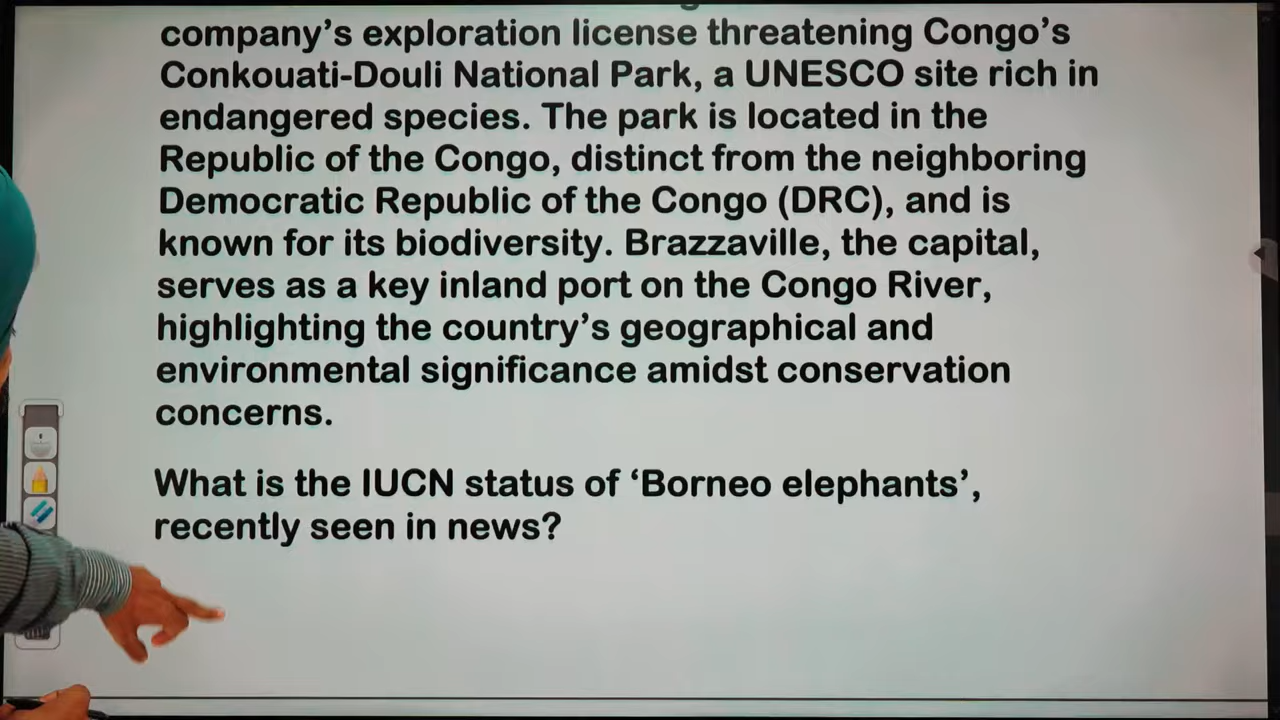 company’s exploration license threatening Congo’s
Conkouati-Douli National Park, a UNESCO site rich in
endangered species. The park is located in the
Republic of the Congo, distinct from the neighboring
Democratic Republic of the Congo (DRC), and is
known for its biodiversity. Brazzaville, the capital,
serves as a key inland port on the Congo River,
highlighting the country’s geographical and
environmental significance amidst conservation
concerns.
What is the IUCN status of ‘Borneo elephants’,
recently seen in news?